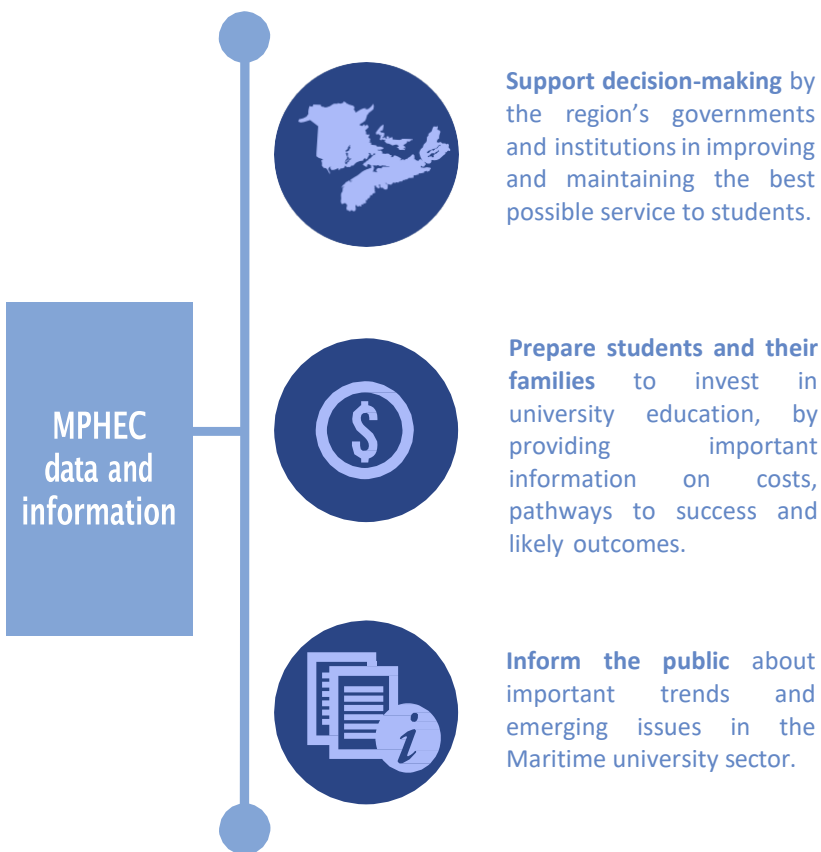 Support decision-making by
the region’s governments
and institutions in improving
and maintaining the best
possible service to students.
MPHEC
data and
information
$
Prepare students and their
families to invest in
university education, by
providing important
information on costs,
pathways to success and
likely outcomes.
i
Inform the public about
important trends and
emerging issues in the
Maritime university sector.